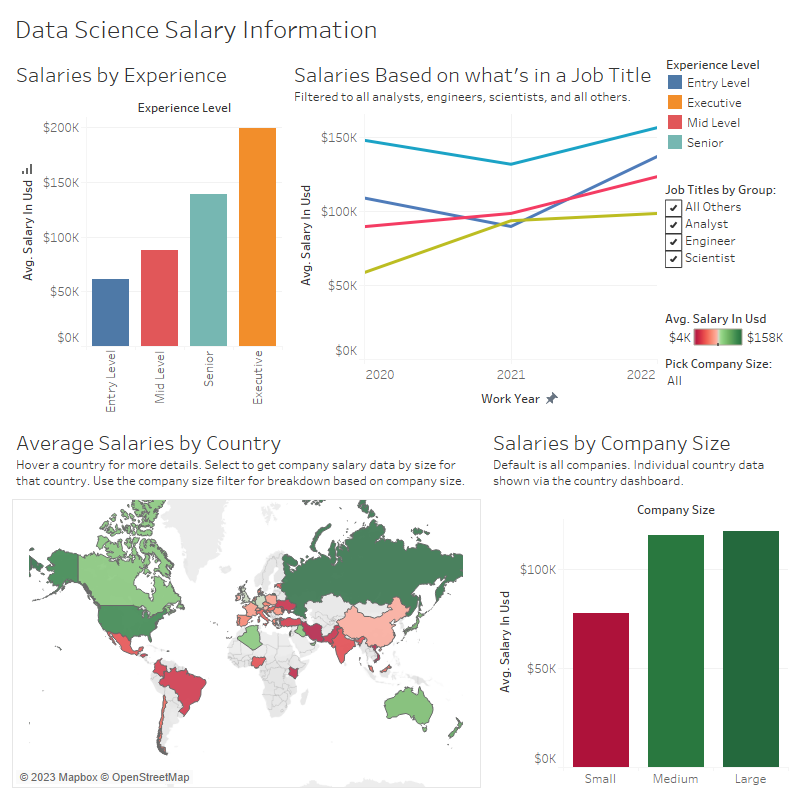 Data Science Salary Information
Salaries by Experience
Experience Level
$200K
$150K
$100K
$50K
$0K
Avg. Salary In Usd
Entry Level
Mid Level
Senior
Executive
Salaries Based on what's in a Job Title
Filtered to all analysts, engineers, scientists, and all others.
$150K
$100K
$50K
$0K
Avg. Salary In Usd
2020
2021
2022
Work Year
Experience Level
Entry Level
Executive
Mid Level
Senior
Job Titles by Group:
All Others
Analyst
Engineer
Scientist
Avg. Salary In Usd
$4K
$158K
Pick Company Size:
All
Average Salaries by Country
Hover a country for more details. Select to get company salary data by size for
that country. Use the company size filter for breakdown based on company size.
© 2023 Mapbox © OpenStreetMap
Salaries by Company Size
Default is all companies. Individual country data
shown via the country dashboard.
Company Size
$100K
$50K
$0K
Avg. Salary In Usd
Small
Medium
Large